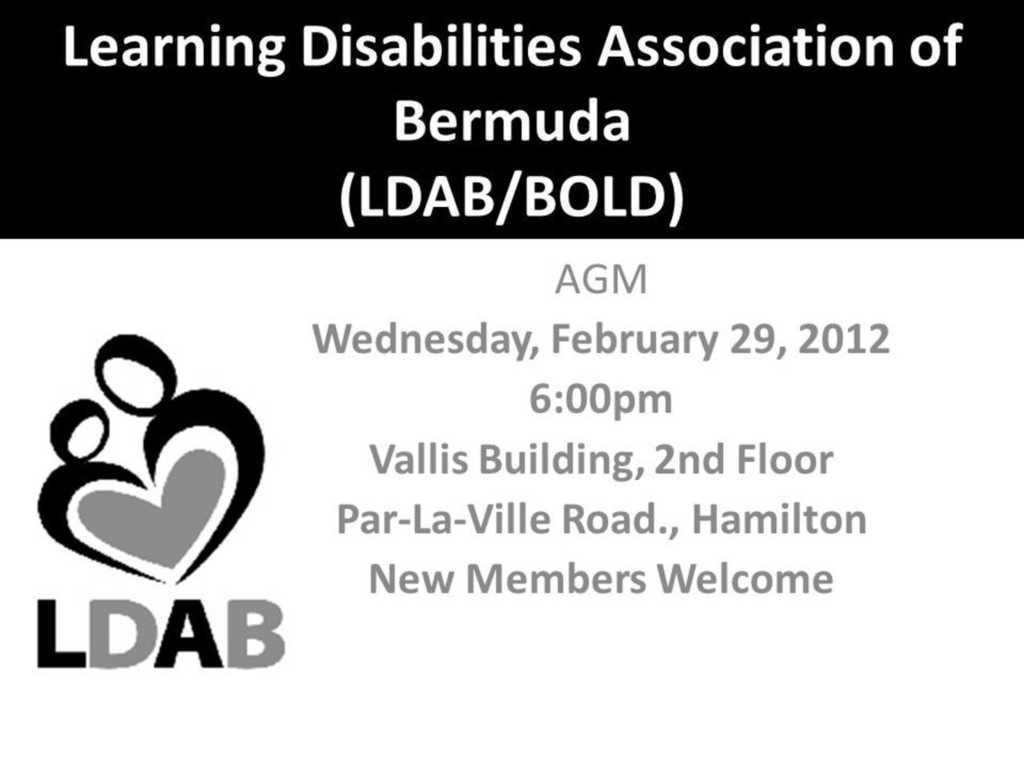 Learning Disabilities Association of
Bermuda
(LDAB/BOLD)
AGM
Wednesday, February 29, 2012
6:00pm
Vallis Building, 2nd Floor
Par-La-Ville Road., Hamilton
New Members Welcome
LDAB